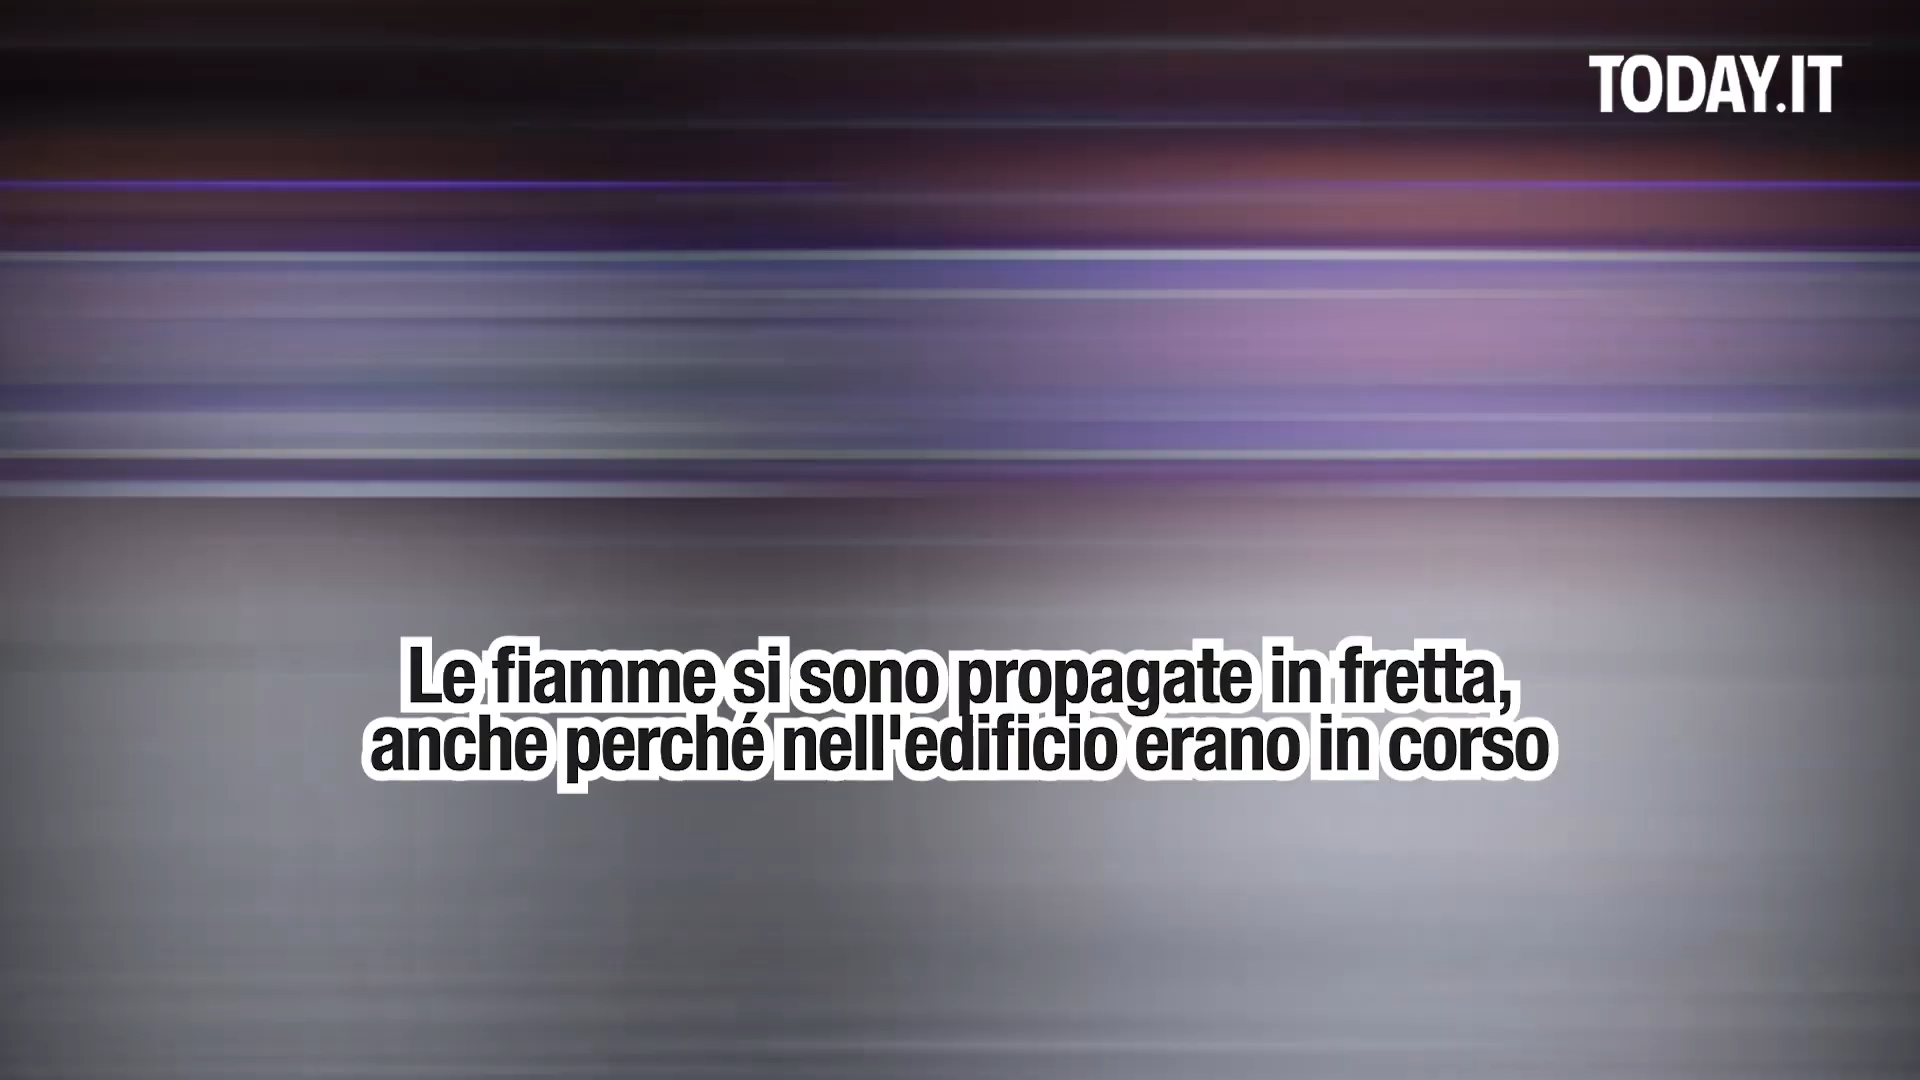 TODAY.IT
Le fiamme si sono propagate in fretta,
anche perché nell'edificio erano in corso